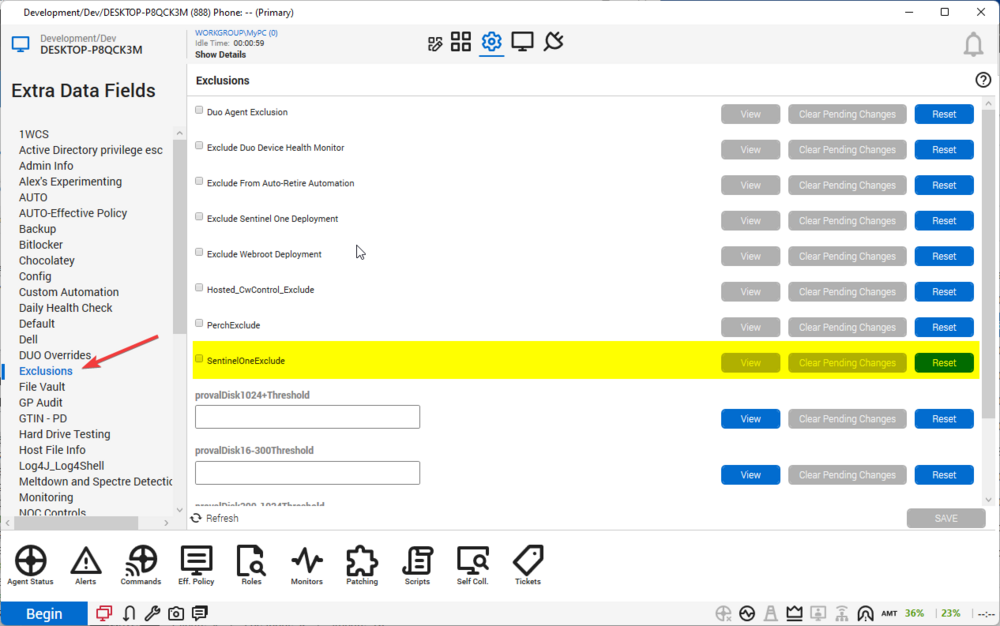 Development/Dev/DESKTOP-P8QCK3M (888) Phone: -- (Primary)
Development/Dev
DESKTOP-P8QCK3M
WORKGROUP\MyPC (0)
Idle Time: 00:00:59
Show Details
Extra Data Fields
1WCS
Active Directory privilege esc
Admin Info
Alex's Experimenting
AUTO
AUTO-Effective Policy
Backup
Bitlocker
Chocolatey
Config
Custom Automation
Daily Health Check
Default
Dell
DUO Overrides
Exclusions
File Vault
GP Audit
GTIN - PD
Hard Drive Testing
Host File Info
Log4J_Log4Shell
Meltdown and Spectre Detectic
Monitoring
NOC Controls
Exclusions
Duo Agent Exclusion View Clear Pending Changes Reset
Exclude Duo Device Health Monitor View Clear Pending Changes Reset
Exclude From Auto-Retire Automation View Clear Pending Changes Reset
Exclude Sentinel One Deployment View Clear Pending Changes Reset
Exclude Webroot Deployment View Clear Pending Changes Reset
Hosted_CwControl_Exclude View Clear Pending Changes Reset
PerchExclude View Clear Pending Changes Reset
SentinelOneExclude View Clear Pending Changes Reset
provalDisk1024+Threshold
View Clear Pending Changes Reset
provalDisk16-300Threshold
View Clear Pending Changes Reset
provalDisk300-1024Threshold
Refresh SAVE
Agent Status Alerts Commands Eff. Policy Roles Monitors Patching Scripts Self Coll. Tickets
Begin AMT 36% 23% --:--